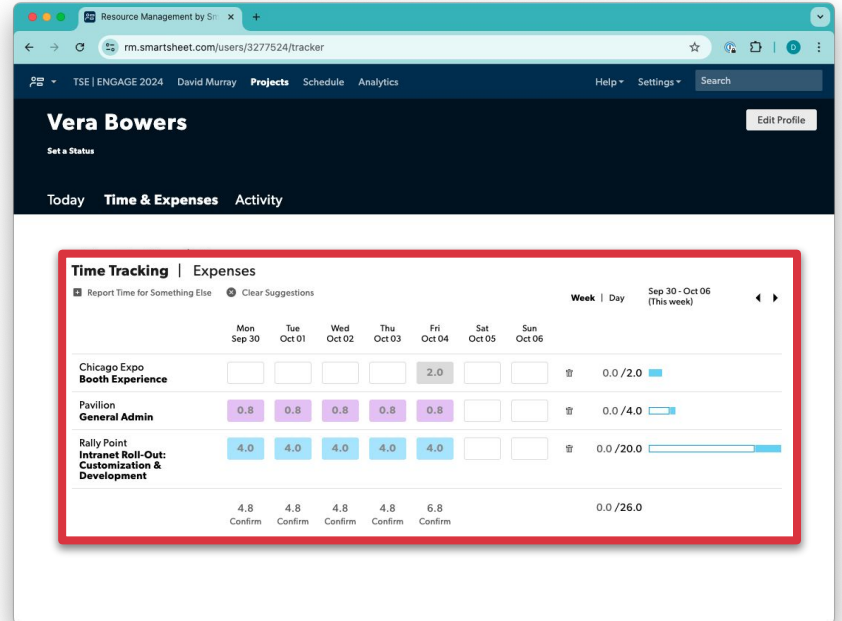 Resource Management by Sm
rm.smartsheet.com/users/3277524/tracker
TSE | ENGAGE 2024 David Murray Projects Schedule Analytics Help Settings Search
Vera Bowers
Edit Profile
Set a Status
Today Time & Expenses Activity
Time Tracking | Expenses
Report Time for Something Else Clear Suggestions
Week | Day
Sep 30 - Oct 06
(This week)
Mon Tue Wed Thu Fri Sat Sun
Sep 30 Oct 01 Oct 02 Oct 03 Oct 04 Oct 05 Oct 06
Chicago Expo
Booth Experience
2.0 0.0 /2.0
Pavilion
General Admin
0.8 0.8 0.8 0.8 0.8 0.0 /4.0
Rally Point
Intranet Roll-Out:
Customization &
Development
4.0 4.0 4.0 4.0 4.0 0.0 /20.0
4.8 4.8 4.8 4.8 6.8 0.0 /26.0
Confirm Confirm Confirm Confirm Confirm